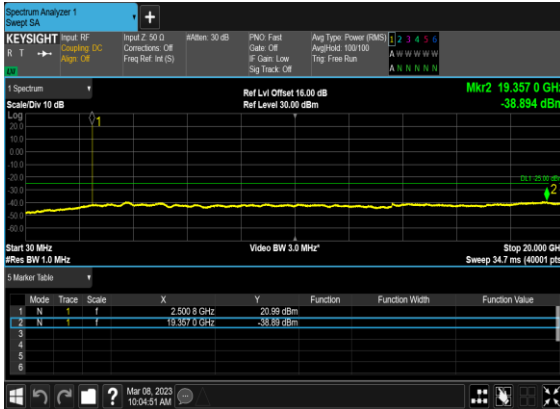 Spectrum Analyzer 1
Swept SA
+
KEYSIGHT
R T
Input: RF
Coupling: DC
Align: Off
Input Z: 50 Ω
Corrections: Off
Freq Ref: Int (S)
#Atten: 30 dB
PNO: Fast
Gate: Off
IF Gain: Low
Sig Track: Off
Avg Type: Power (RMS)
Avg|Hold: 100/100
Trig: Free Run
1 2 3 4 5 6
A W W W W W
A N N N N N
LV
1 Spectrum
Scale/Div 10 dB
Ref Lvl Offset 16.00 dB
Ref Level 30.00 dBm
Mkr2 19.357 0 GHz
-38.894 dBm
Log
20.0
10.0
0.00
-10.0
-20.0
-30.0
-40.0
-50.0
-60.0
1
DL1 -25.00 dBm
2
Start 30 MHz
#Res BW 1.0 MHz
Video BW 3.0 MHz*
Stop 20.000 GHz
Sweep 34.7 ms (40001 pts)
5 Marker Table
Mode Trace Scale X Y Function Function Width Function Value
1 N 1 f 2.500 8 GHz 20.99 dBm
2 N 1 f 19.357 0 GHz -38.89 dBm
3
4
5
6
?
Mar 08, 2023
10:04:51 AM